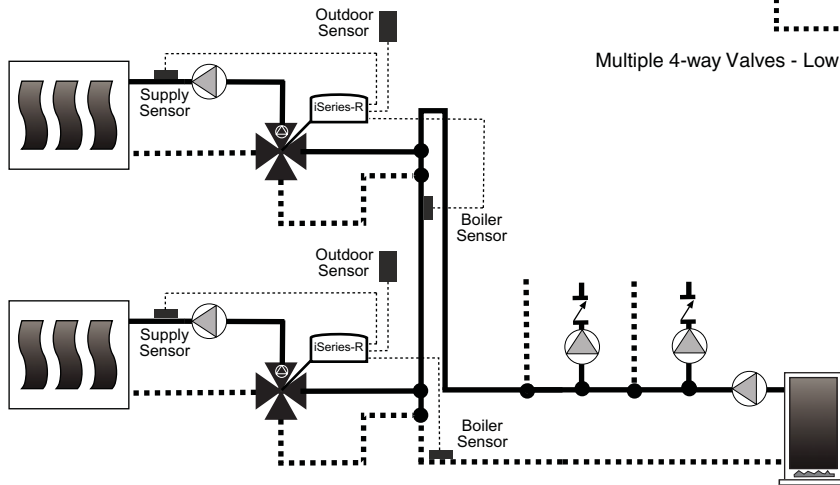 Outdoor
Sensor
Multiple 4-way Valves - Low
Supply
Sensor
iSeries-R
Boiler
Sensor
Outdoor
Sensor
Supply
Sensor
iSeries-R
Boiler
Sensor